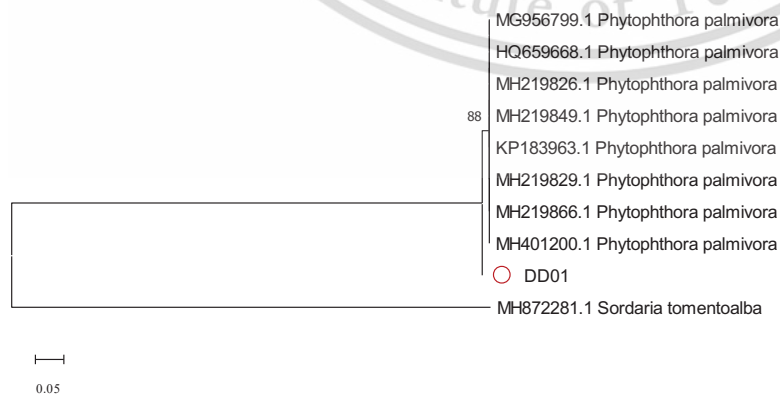 MG956799.1 Phytophthora palmivora
HQ659668.1 Phytophthora palmivora
MH219826.1 Phytophthora palmivora
MH219849.1 Phytophthora palmivora
88
KP183963.1 Phytophthora palmivora
MH219829.1 Phytophthora palmivora
MH219866.1 Phytophthora palmivora
MH401200.1 Phytophthora palmivora
DD01
MH872281.1 Sordaria tomentoalba
0.05